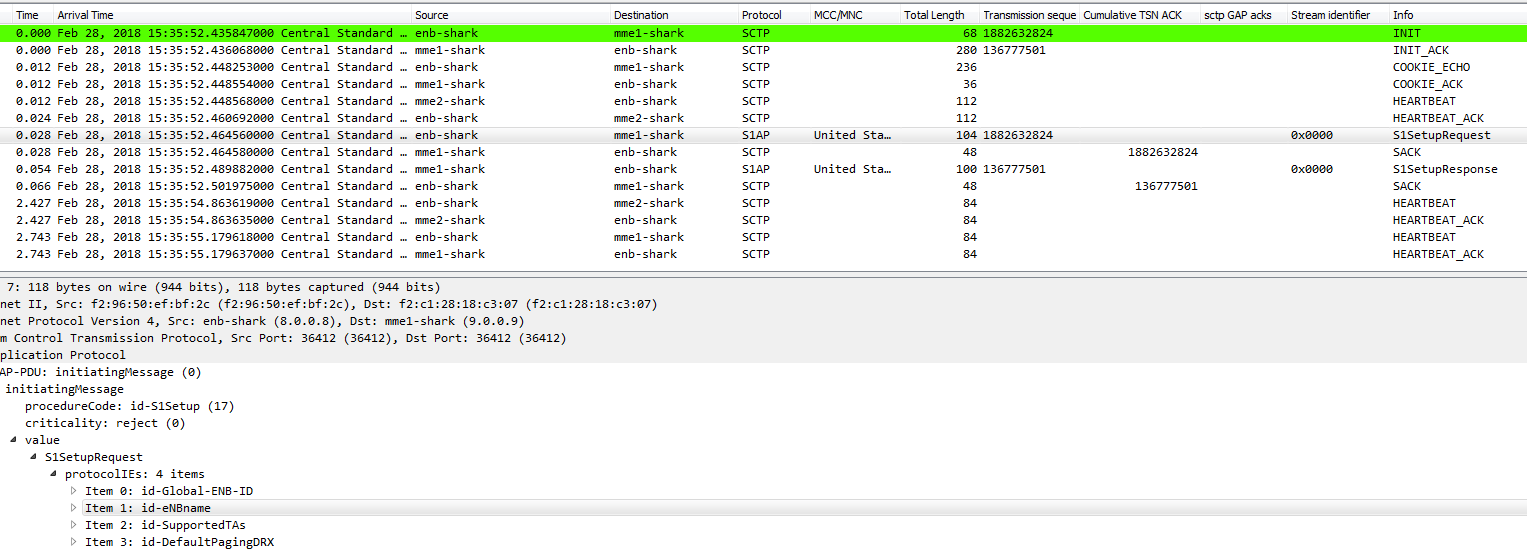 Time Arrival Time Source Destination Protocol MCC/MNC Total Length Transmission seque Cumulative TSN ACK sctp GAP acks Stream identifier Info
0.000 Feb 28, 2018 15:35:52.435847000 Central Standard … enb-shark mme1-shark SCTP 68 1882632824 INIT
0.000 Feb 28, 2018 15:35:52.436068000 Central Standard … mme1-shark enb-shark SCTP 280 136777501 INIT_ACK
0.012 Feb 28, 2018 15:35:52.448253000 Central Standard … enb-shark mme1-shark SCTP 236 COOKIE_ECHO
0.012 Feb 28, 2018 15:35:52.448554000 Central Standard … mme1-shark enb-shark SCTP 36 COOKIE_ACK
0.012 Feb 28, 2018 15:35:52.448568000 Central Standard … mme2-shark enb-shark SCTP 112 HEARTBEAT
0.024 Feb 28, 2018 15:35:52.460692000 Central Standard … enb-shark mme2-shark SCTP 112 HEARTBEAT_ACK
0.028 Feb 28, 2018 15:35:52.464560000 Central Standard … enb-shark mme1-shark S1AP United Sta… 104 1882632824 0x0000 S1SetupRequest
0.028 Feb 28, 2018 15:35:52.464580000 Central Standard … mme1-shark enb-shark SCTP 48 1882632824 SACK
0.054 Feb 28, 2018 15:35:52.489882000 Central Standard … mme1-shark enb-shark S1AP United Sta… 100 136777501 0x0000 S1SetupResponse
0.066 Feb 28, 2018 15:35:52.501975000 Central Standard … enb-shark mme1-shark SCTP 48 136777501 SACK
2.427 Feb 28, 2018 15:35:54.863619000 Central Standard … enb-shark mme2-shark SCTP 84 HEARTBEAT
2.427 Feb 28, 2018 15:35:54.863635000 Central Standard … mme2-shark enb-shark SCTP 84 HEARTBEAT_ACK
2.743 Feb 28, 2018 15:35:55.179618000 Central Standard … enb-shark mme1-shark SCTP 84 HEARTBEAT
2.743 Feb 28, 2018 15:35:55.179637000 Central Standard … mme1-shark enb-shark SCTP 84 HEARTBEAT_ACK
7: 118 bytes on wire (944 bits), 118 bytes captured (944 bits)
net II, Src: f2:96:50:ef:bf:2c (f2:96:50:ef:bf:2c), Dst: f2:c1:28:18:c3:07 (f2:c1:28:18:c3:07)
net Protocol Version 4, Src: enb-shark (8.0.0.8), Dst: mme1-shark (9.0.0.9)
m Control Transmission Protocol, Src Port: 36412 (36412), Dst Port: 36412 (36412)
plication Protocol
AP-PDU: initiatingMessage (0)
initiatingMessage
procedureCode: id-S1Setup (17)
criticality: reject (0)
value
S1SetupRequest
protocolIEs: 4 items
Item 0: id-Global-ENB-ID
Item 1: id-eNBname
Item 2: id-SupportedTAs
Item 3: id-DefaultPagingDRX